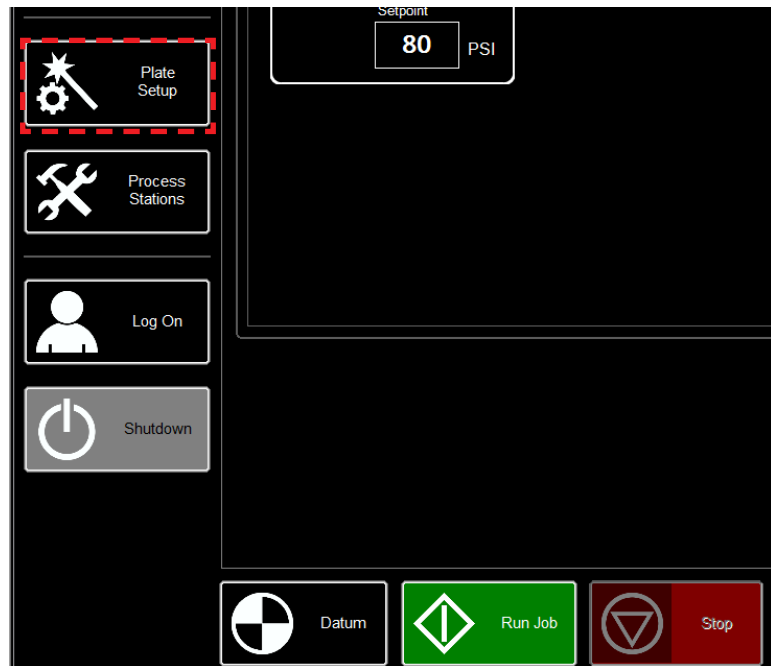 Setpoint
80 PSI
Plate
Setup
Process
Stations
Log On
Shutdown
Datum
Run Job
Stop